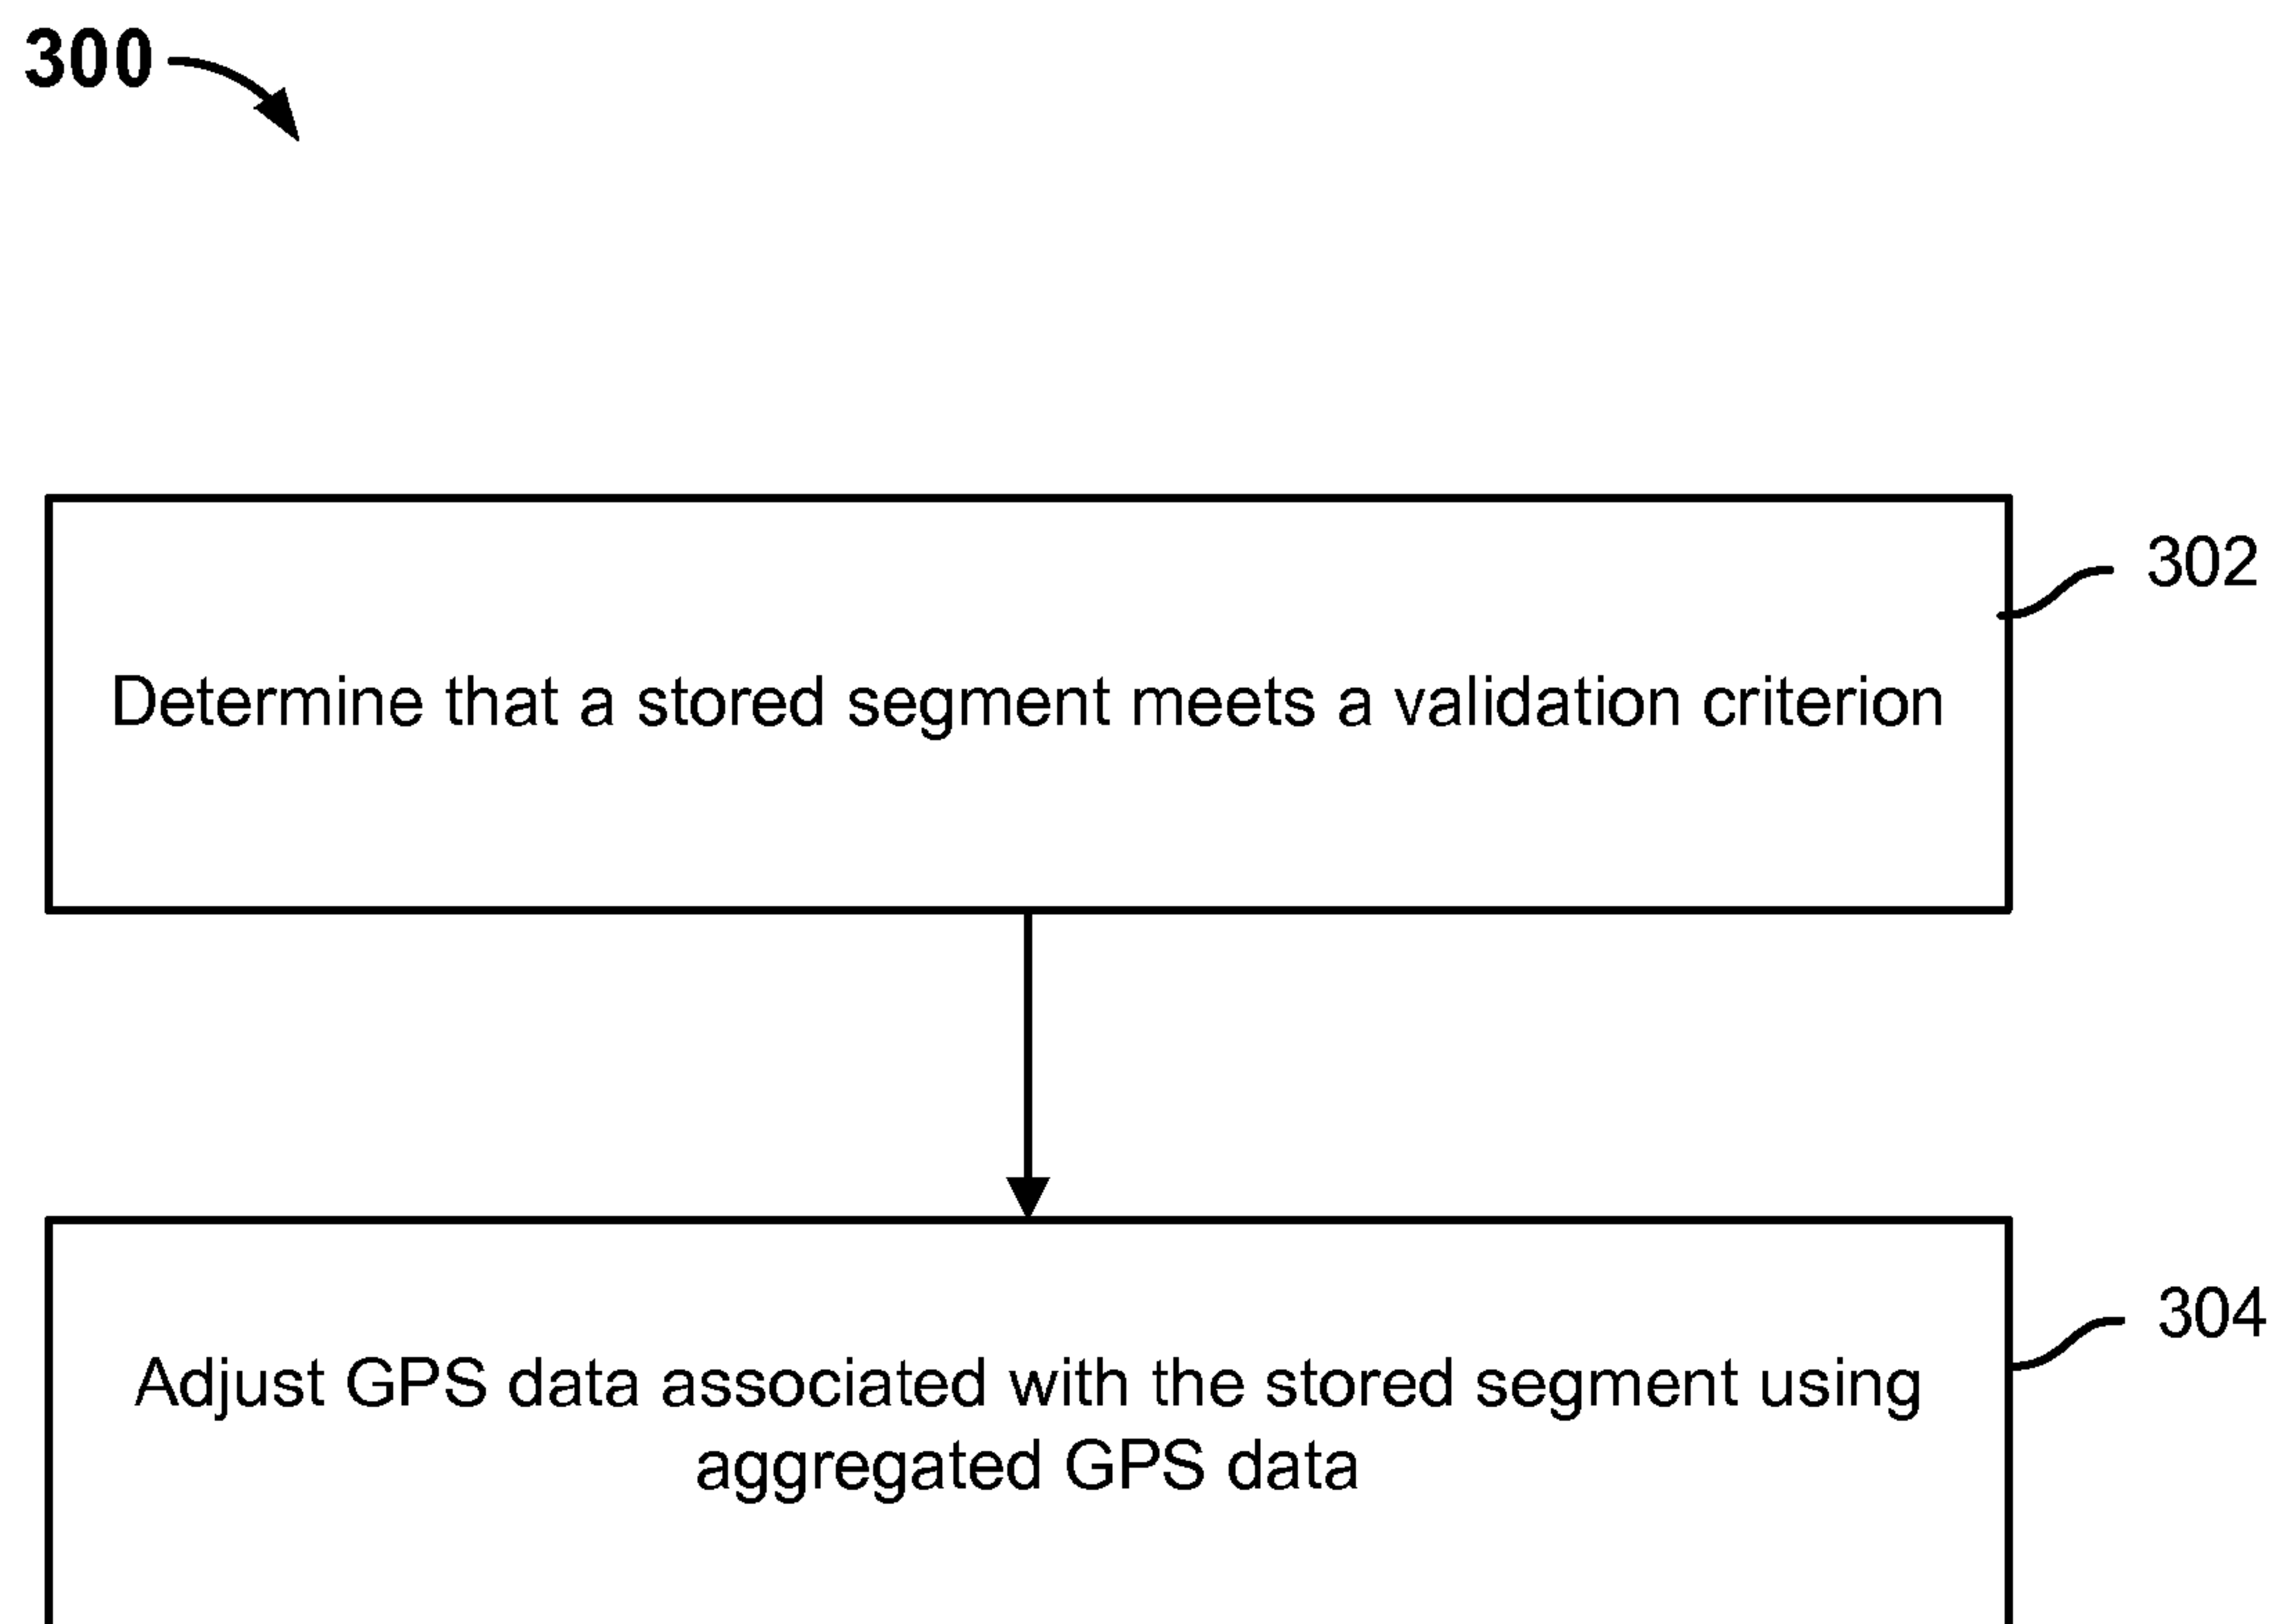 300
302
Determine that a stored segment meets a validation criterion
304
Adjust GPS data associated with the stored segment using
aggregated GPS data